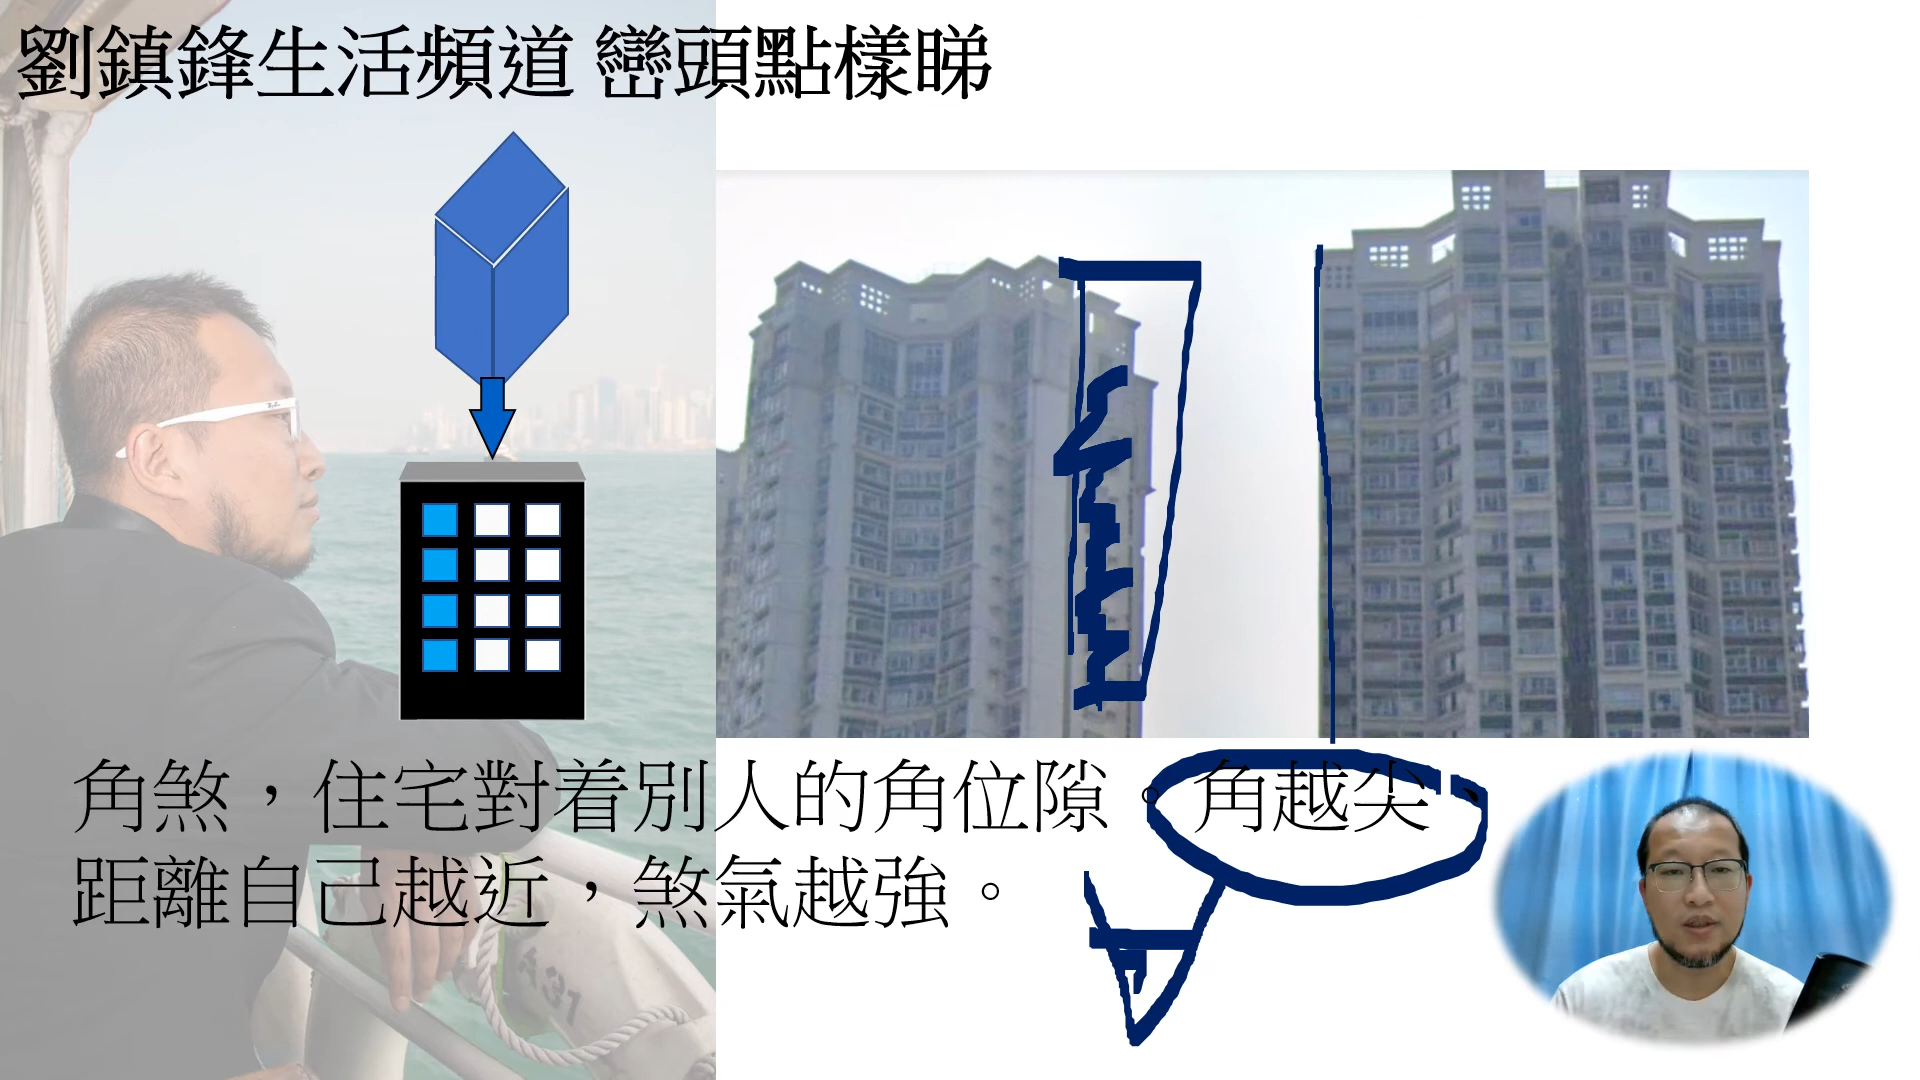 劉鎮鋒生活頻道 巒頭點樣睇
角煞，住宅對着別人的角位隙。角越尖、
距離自己越近，煞氣越強。